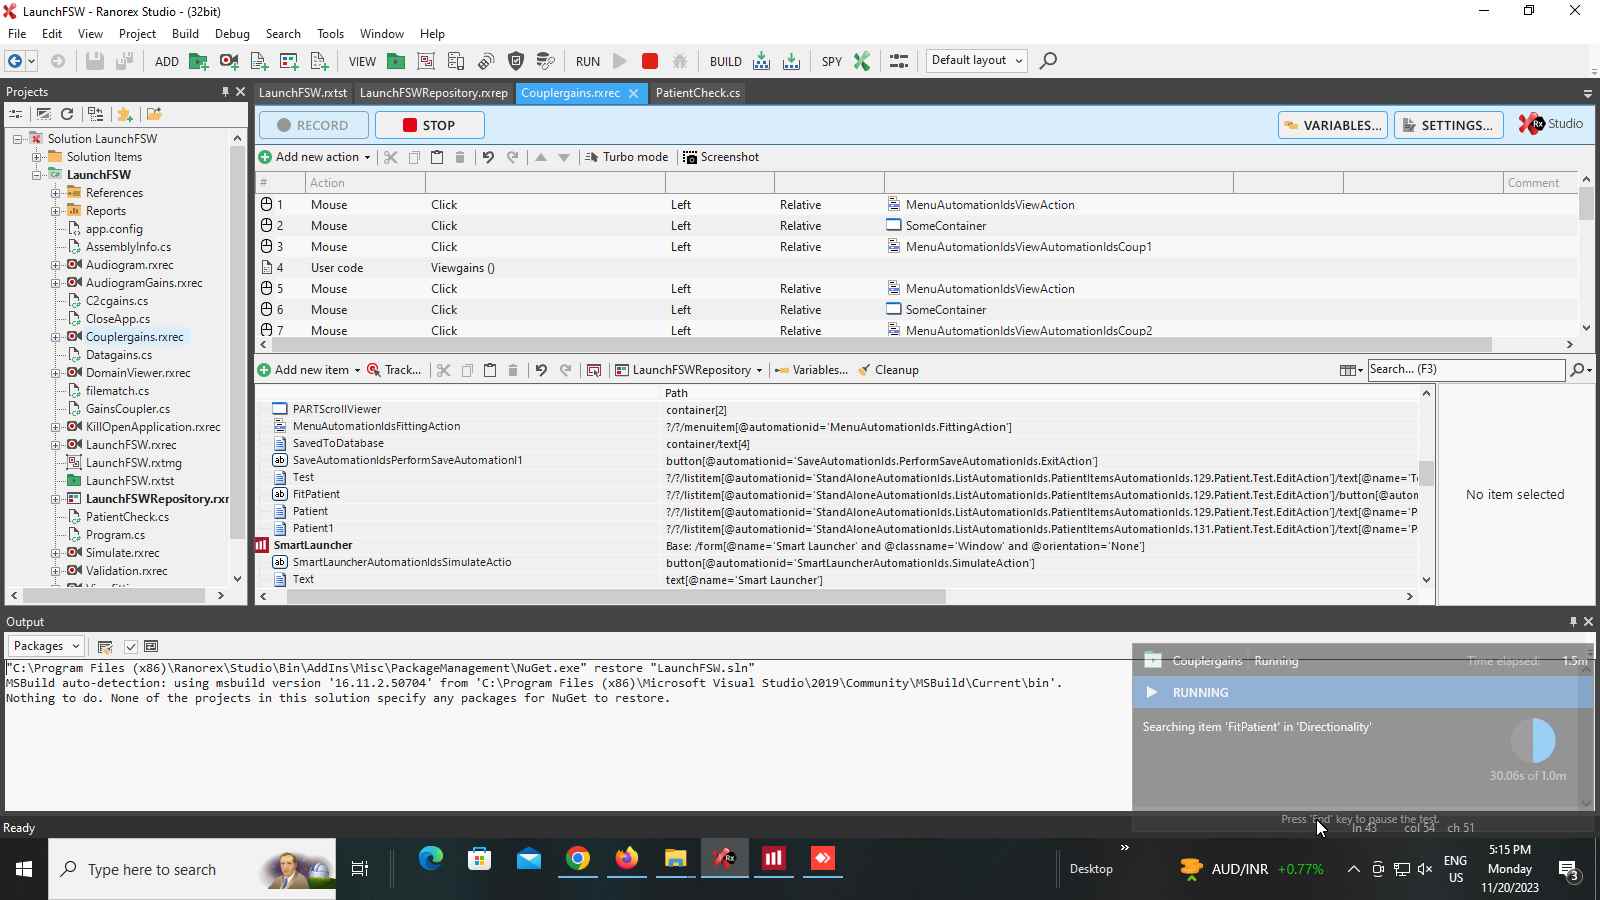 LaunchFSW - Ranorex Studio - (32bit)
File Edit View Project Build Debug Search Tools Window Help
ADD VIEW RUN BUILD SPY Default layout
Projects
LaunchFSW.rxtst LaunchFSWRepository.rxrep Couplergains.rxrec PatientCheck.cs
RECORD STOP VARIABLES... SETTINGS... Rx Studio
Add new action Turbo mode Screenshot
# Action Comment
1 Mouse Click Left Relative MenuAutomationIdsViewAction
2 Mouse Click Left Relative SomeContainer
3 Mouse Click Left Relative MenuAutomationIdsViewAutomationIdsCoup1
4 User code Viewgains ()
5 Mouse Click Left Relative MenuAutomationIdsViewAction
6 Mouse Click Left Relative SomeContainer
7 Mouse Click Left Relative MenuAutomationIdsViewAutomationIdsCoup2
Solution LaunchFSW
Solution Items
LaunchFSW
References
Reports
app.config
AssemblyInfo.cs
Audiogram.rxrec
AudiogramGains.rxrec
C2cgains.cs
CloseApp.cs
Couplergains.rxrec
Datagains.cs
DomainViewer.rxrec
filematch.cs
GainsCoupler.cs
KillOpenApplication.rxrec
LaunchFSW.rxrec
LaunchFSW.rxtmg
LaunchFSW.rxtst
LaunchFSWRepository.rxr
PatientCheck.cs
Program.cs
Simulate.rxrec
Validation.rxrec
Add new item Track... LaunchFSWRepository Variables... Cleanup Search... (F3)
Path
PARTScrollViewer container[2]
MenuAutomationIdsFittingAction ?/?/menuitem[@automationid='MenuAutomationIds.FittingAction']
SavedToDatabase container/text[4]
SaveAutomationIdsPerformSaveAutomationI1 button[@automationid='SaveAutomationIds.PerformSaveAutomationIds.ExitAction']
Test ?/?/listitem[@automationid='StandAloneAutomationIds.ListAutomationIds.PatientItemsAutomationIds.129.Patient.Test.EditAction']/text[@name='T
FitPatient ?/?/listitem[@automationid='StandAloneAutomationIds.ListAutomationIds.PatientItemsAutomationIds.129.Patient.Test.EditAction']/button[@autom
Patient ?/?/listitem[@automationid='StandAloneAutomationIds.ListAutomationIds.PatientItemsAutomationIds.129.Patient.Test.EditAction']/text[@name='P
Patient1 ?/?/listitem[@automationid='StandAloneAutomationIds.ListAutomationIds.PatientItemsAutomationIds.131.Patient.Test.EditAction']/text[@name='P
SmartLauncher Base: /form[@name='Smart Launcher' and @classname='Window' and @orientation='None']
SmartLauncherAutomationIdsSimulateActio button[@automationid='SmartLauncherAutomationIds.SimulateAction']
Text text[@name='Smart Launcher']
No item selected
Output
Packages
"C:\Program Files (x86)\Ranorex\Studio\Bin\AddIns\Misc\PackageManagement\NuGet.exe" restore "LaunchFSW.sln"
MSBuild auto-detection: using msbuild version '16.11.2.50704' from 'C:\Program Files (x86)\Microsoft Visual Studio\2019\Community\MSBuild\Current\bin'.
Nothing to do. None of the projects in this solution specify any packages for NuGet to restore.
Couplergains Running Time elapsed: 1.5m
RUNNING
Searching item 'FitPatient' in 'Directionality'
30.06s of 1.0m
Press 'End' key to pause the test.
Ready ln 43 col 54 ch 51
Type here to search
Desktop
AUD/INR +0.77%
ENG
US
5:15 PM
Monday
11/20/2023
3